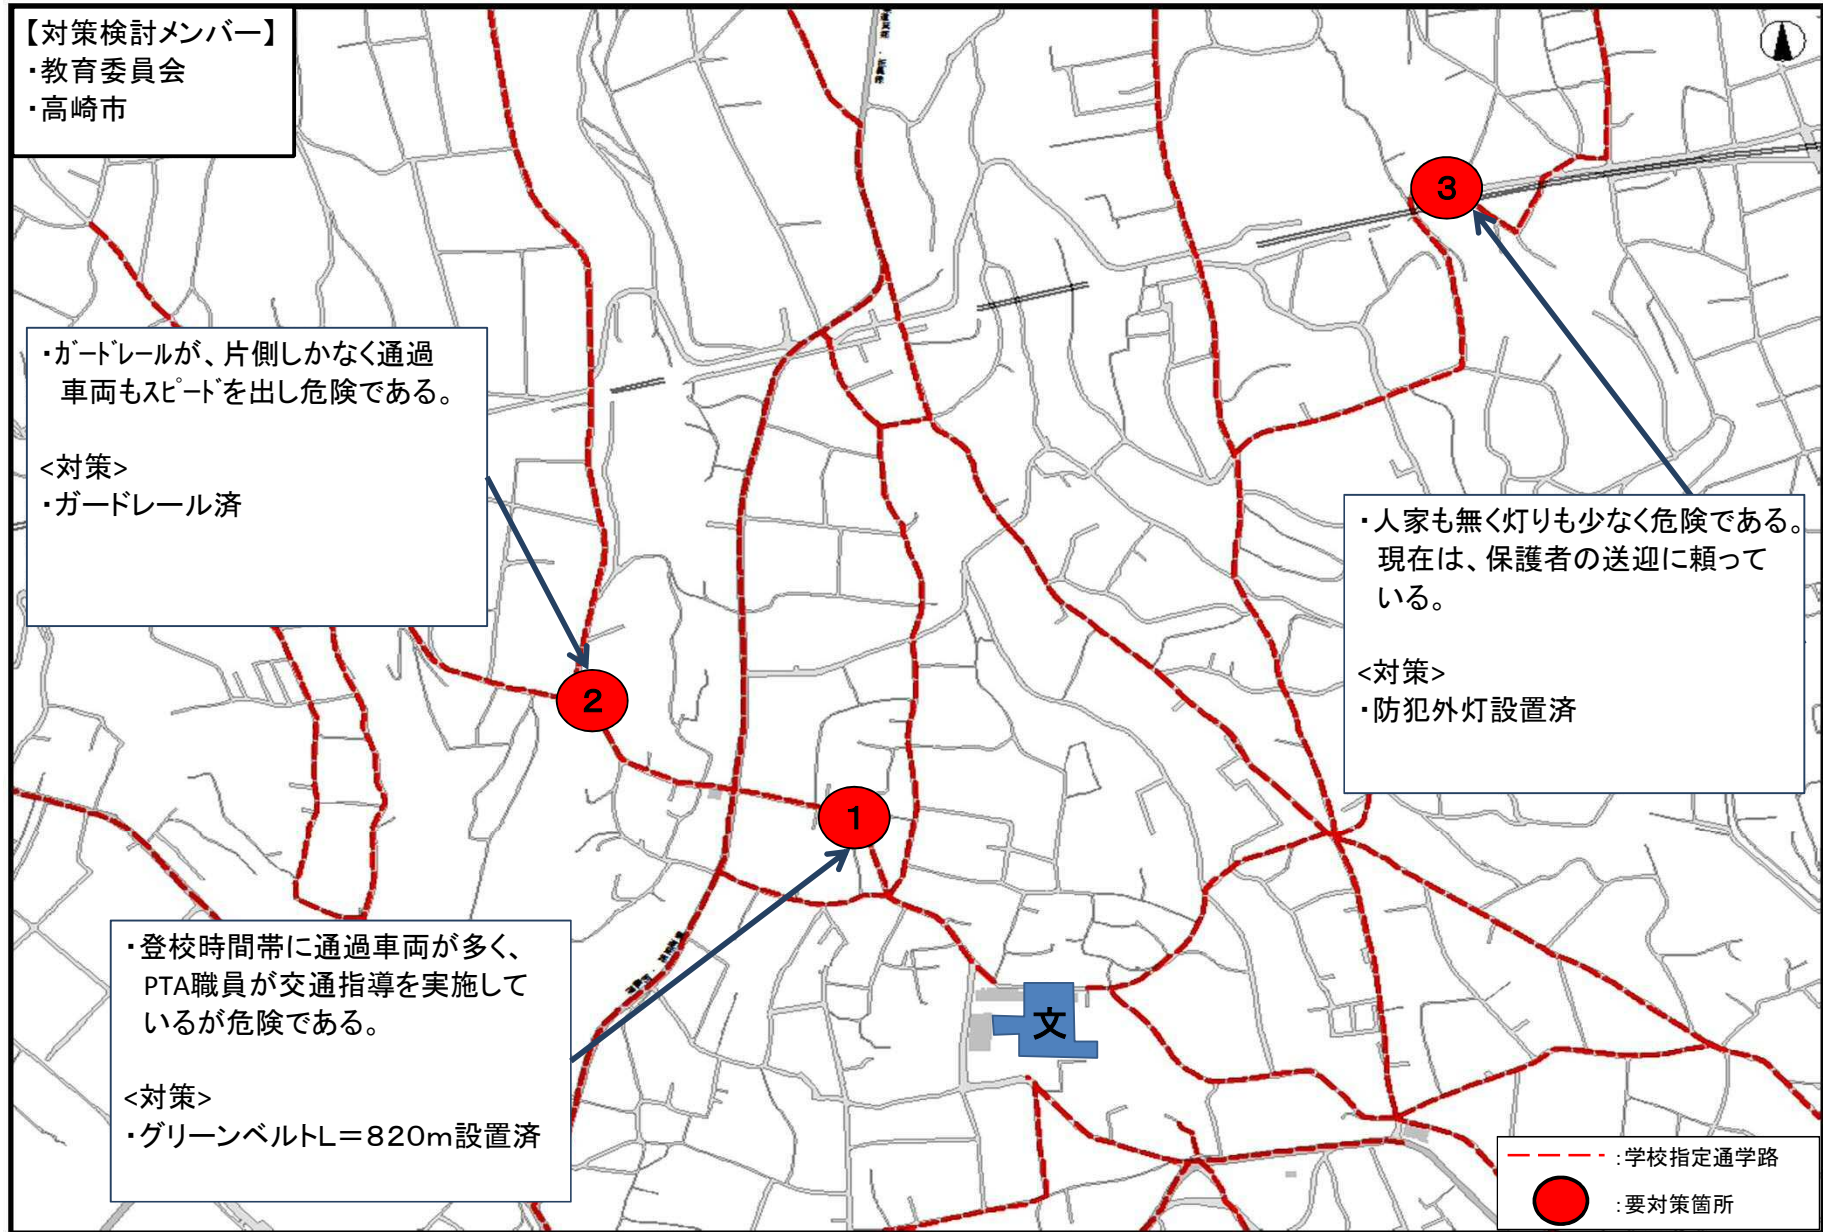 【対策検討メンバー】
・教育委員会
・高崎市
3
・ガードレールが、片側しかなく通過
車両もスピードを出し危険である。
<対策>
・ガードレール済
・人家も無く灯りも少なく危険である。
現在は、保護者の送迎に頼って
いる。
<対策>
・防犯外灯設置済
2
1
・登校時間帯に通過車両が多く、
PTA職員が交通指導を実施して
いるが危険である。
<対策>
・グリーンベルトL=820m設置済
文
:学校指定通学路
:要対策箇所